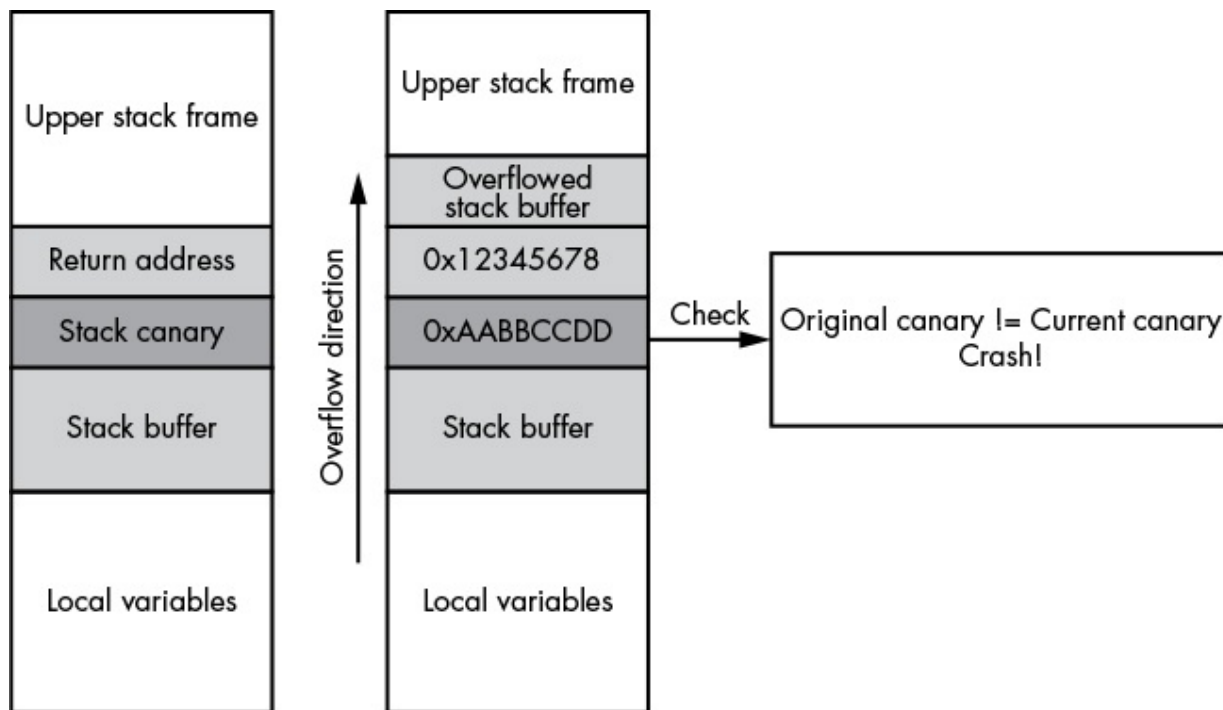 Upper stack frame
Return address
Stack canary
Stack buffer
Local variables
Overflow direction
Upper stack frame
Overflowed
stack buffer
0x12345678
0xAABBCCDD
Stack buffer
Local variables
Check
Original canary != Current canary
Crash!